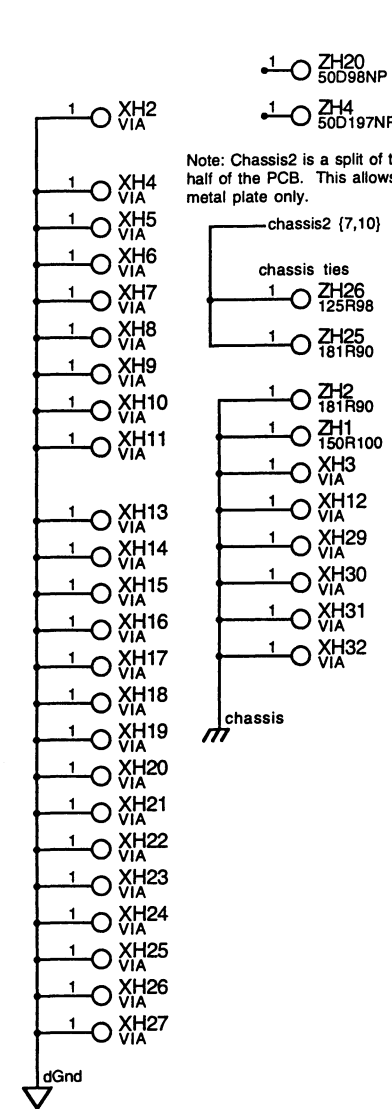 1 XH2
VIA
1 XH4
VIA
1 XH5
VIA
1 XH6
VIA
1 XH7
VIA
1 XH8
VIA
1 XH9
VIA
1 XH10
VIA
1 XH11
VIA
1 XH13
VIA
1 XH14
VIA
1 XH15
VIA
1 XH16
VIA
1 XH17
VIA
1 XH18
VIA
1 XH19
VIA
1 XH20
VIA
1 XH21
VIA
1 XH22
VIA
1 XH23
VIA
1 XH24
VIA
1 XH25
VIA
1 XH26
VIA
1 XH27
VIA
dGnd
1 ZH20
50D98NP
1 ZH4
50D197NP
Note: Chassis2 is a split of t
half of the PCB. This allows
metal plate only.
chassis2 {7,10}
chassis ties
1 ZH26
125R98
1 ZH25
181R90
1 ZH2
181R90
1 ZH1
150R100
1 XH3
VIA
1 XH12
VIA
1 XH29
VIA
1 XH30
VIA
1 XH31
VIA
1 XH32
VIA
chassis